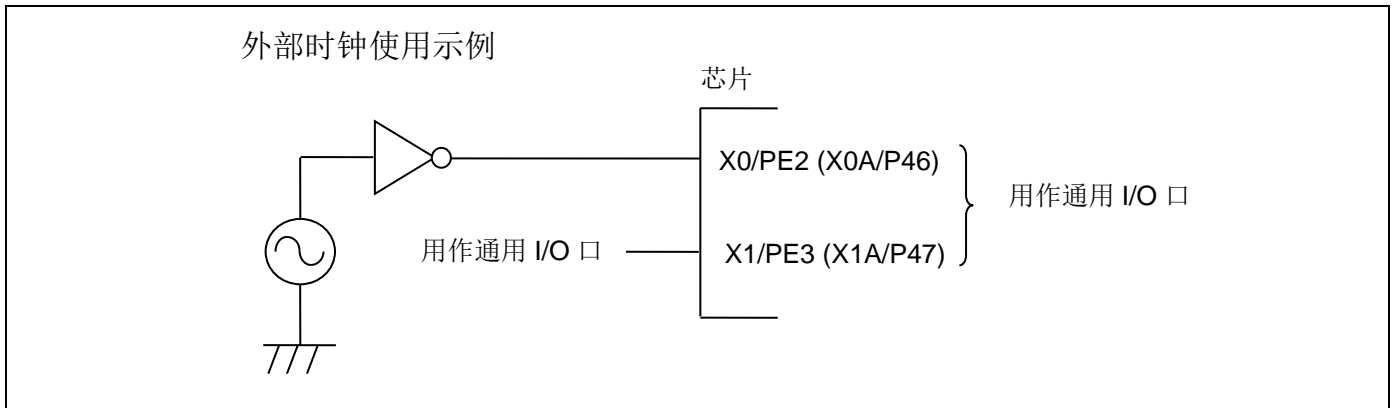 外部时钟使用示例
芯片
X0/PE2 (X0A/P46)
用作通用 I/O 口
用作通用 I/O 口
X1/PE3 (X1A/P47)